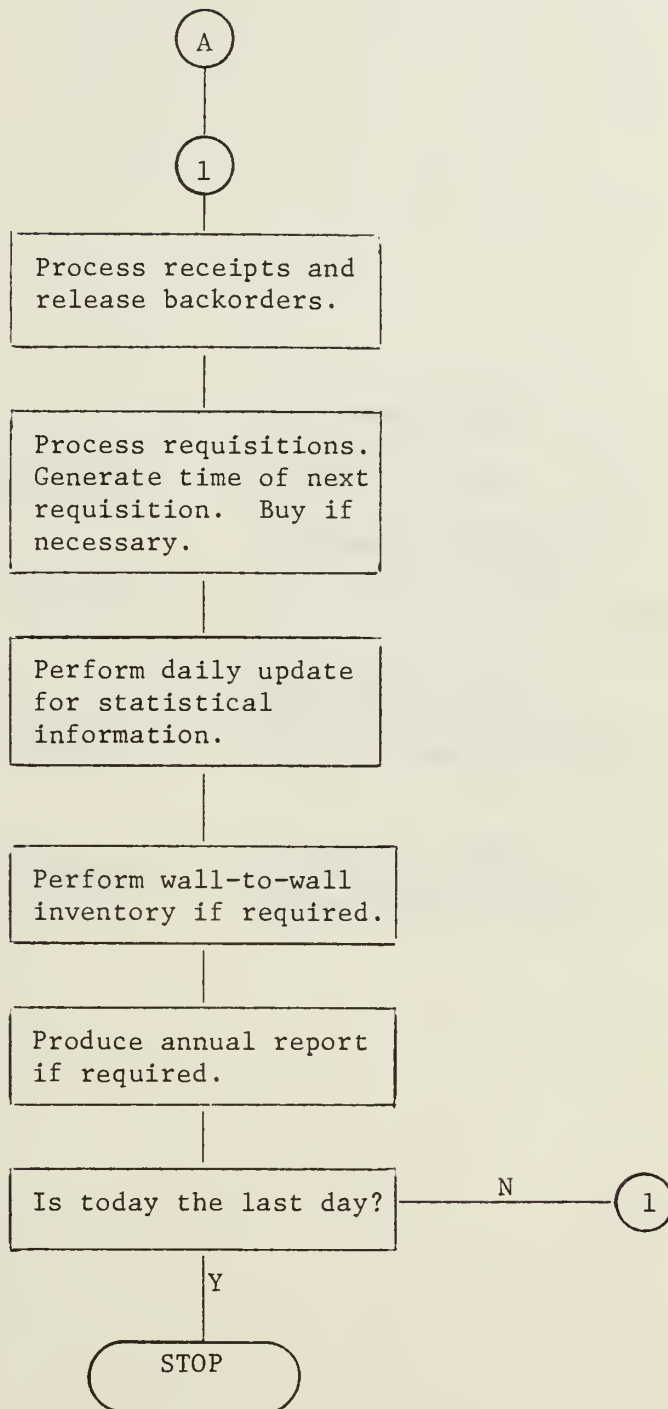 A
1
Process receipts and
release backorders.
Process requisitions.
Generate time of next
requisition. Buy if
necessary.
Perform daily update
for statistical
information.
Perform wall-to-wall
inventory if required.
Produce annual report
if required.
Is today the last day?
N
1
Y
STOP